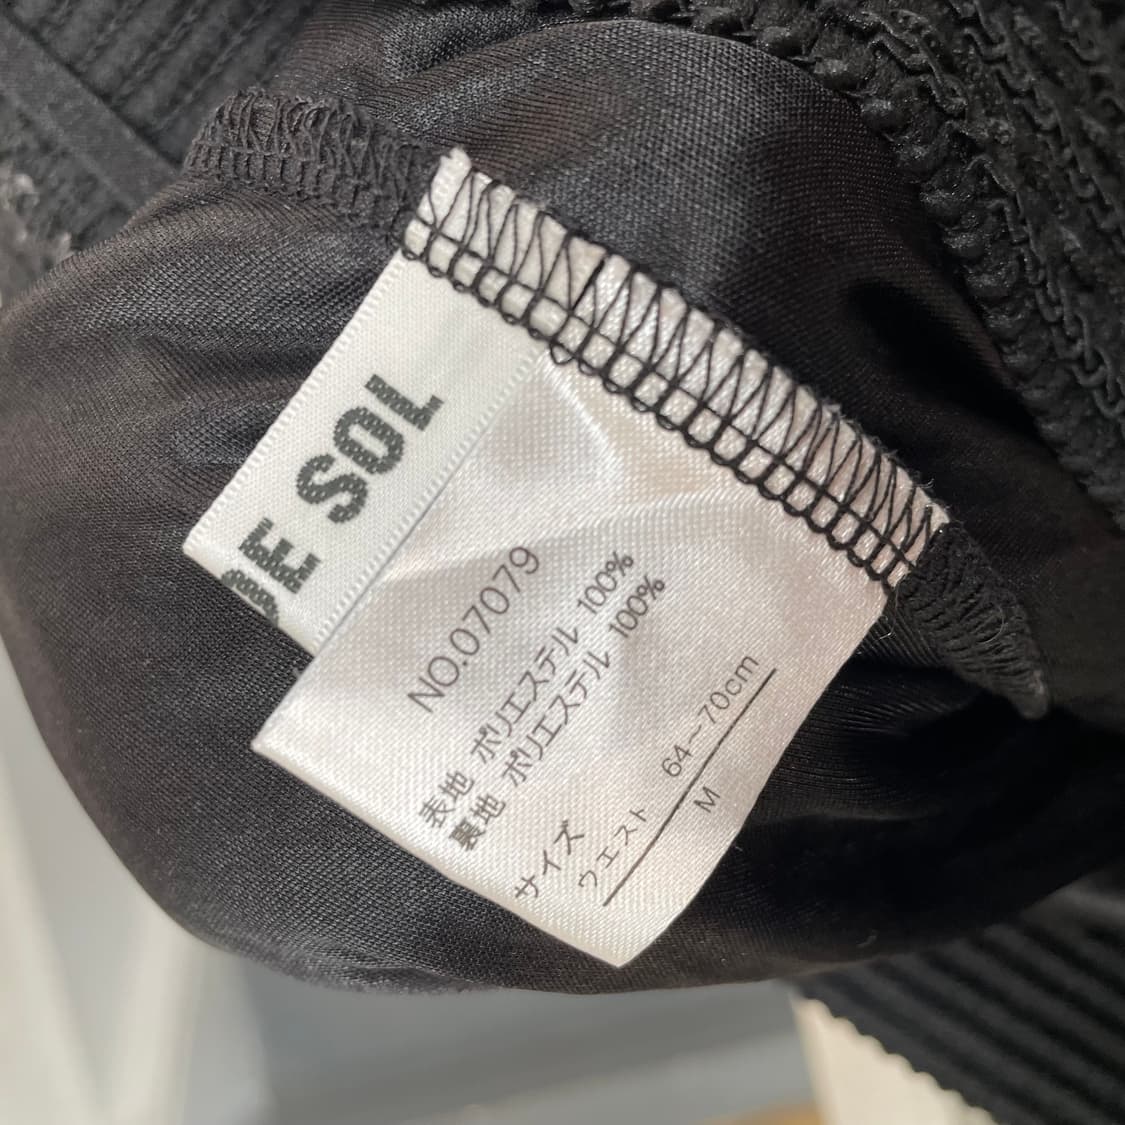 SOL
NO.07079
表地 ポリエステル 100%
裏地 ポリエステル 100%
サイズ
ウエスト 64~70cm
M